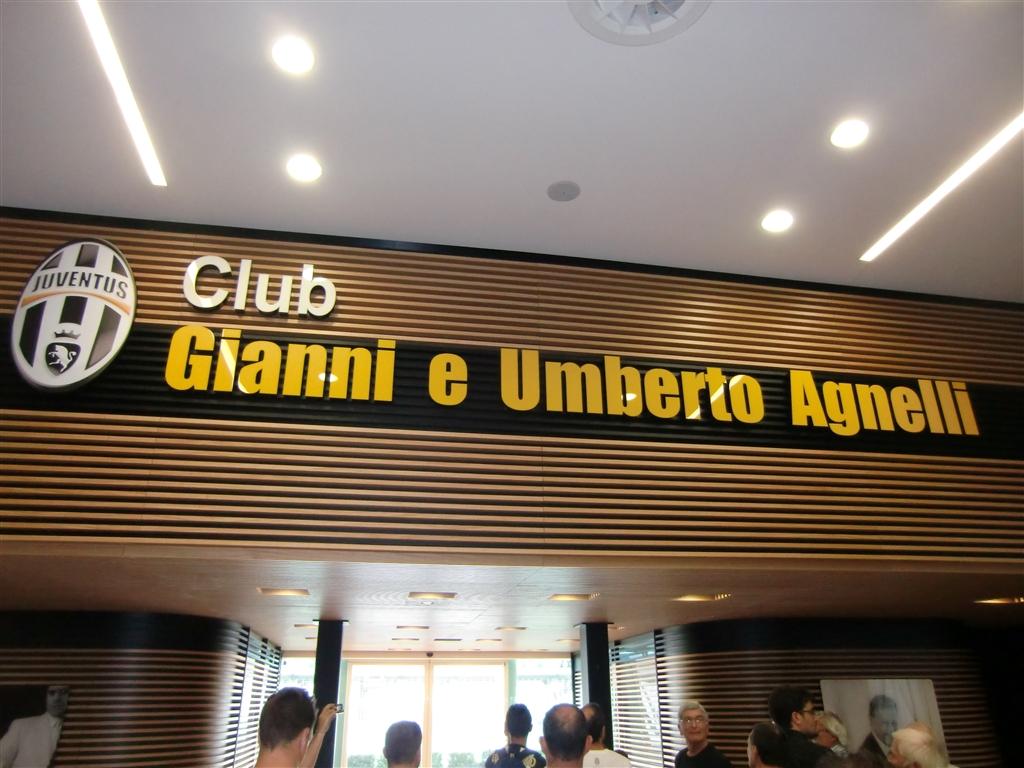 JUVENTUS
Club
Gianni e Umberto Agnelli